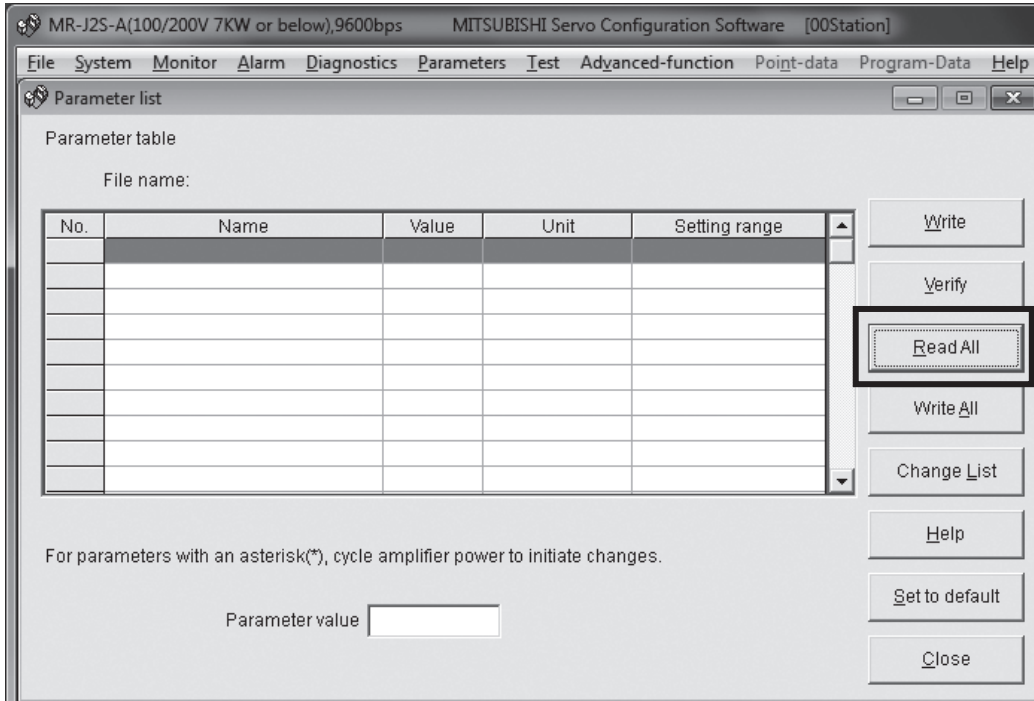 MR-J2S-A(100/200V 7KW or below),9600bps MITSUBISHI Servo Configuration Software [00Station]
File System Monitor Alarm Diagnostics Parameters Test Advanced-function Point-data Program-Data Help
Parameter list
Parameter table
File name:
No. Name Value Unit Setting range
Write
Verify
Read All
Write All
Change List
Help
For parameters with an asterisk(*), cycle amplifier power to initiate changes.
Set to default
Parameter value
Close